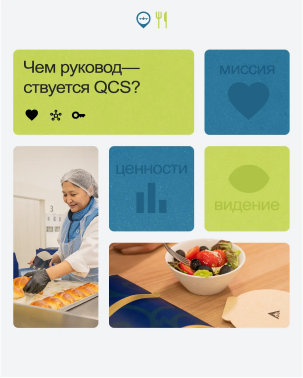 Чем руковод—
ствуется QCS?
миссия
ценности
видение